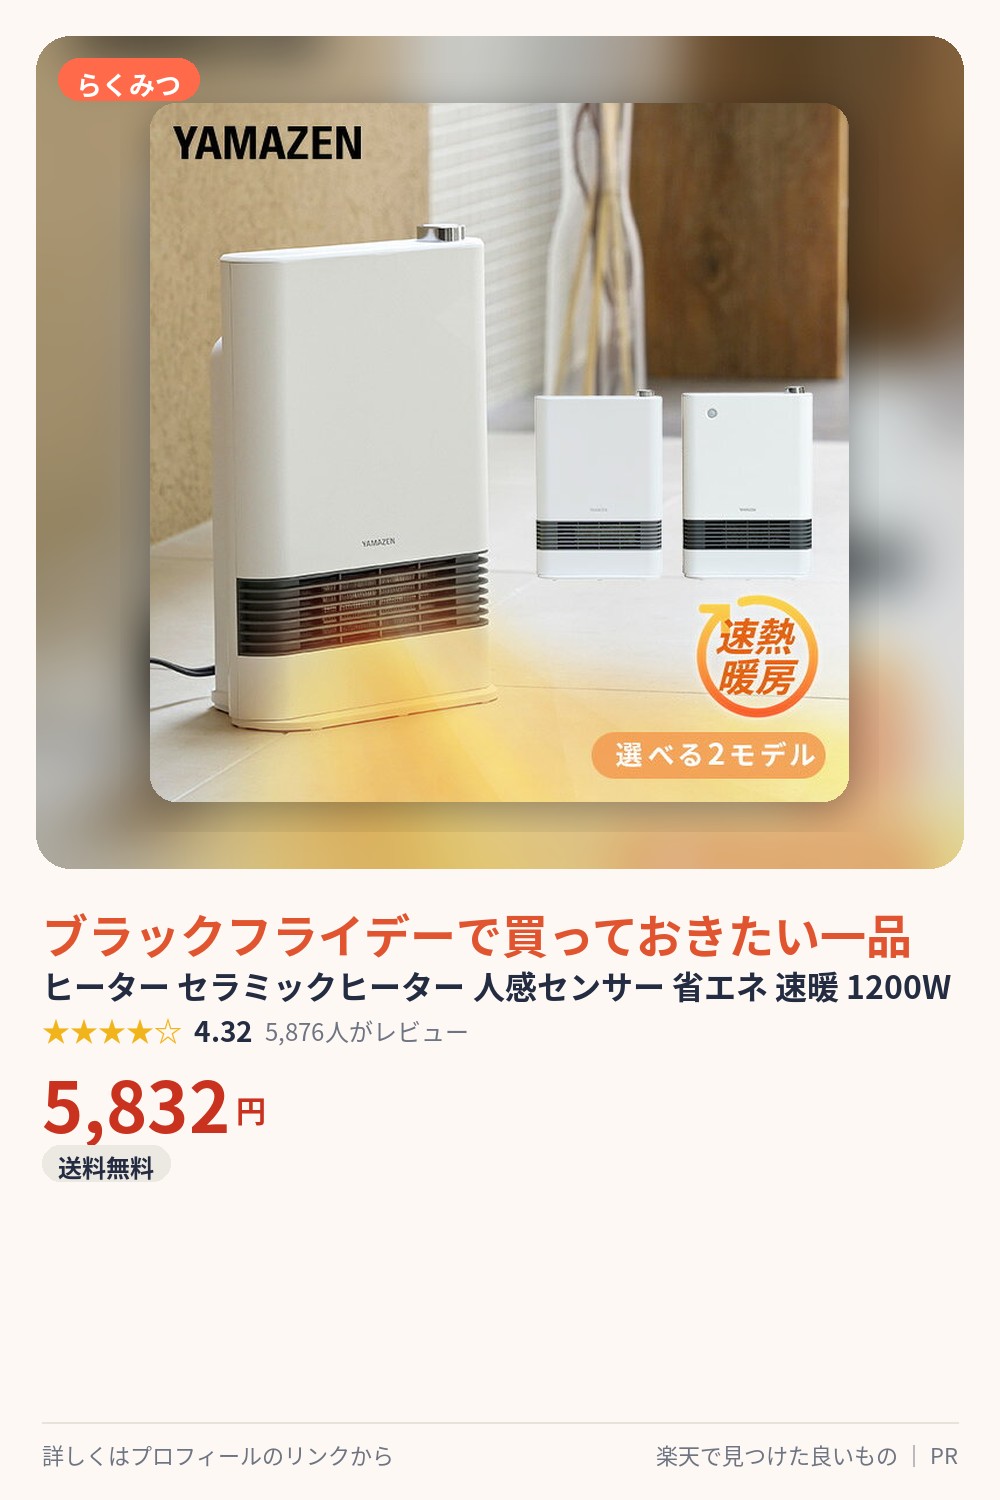 らくみつ
YAMAZEN
YAMAZEN
速熱
暖房
選べる2モデル
ブラックフライデーで買っておきたい一品
ヒーター セラミックヒーター 人感センサー 省エネ 速暖 1200W
★★★★☆ 4.32 5,876人がレビュー
5,832円
送料無料
詳しくはプロフィールのリンクから
楽天で見つけた良いもの｜PR